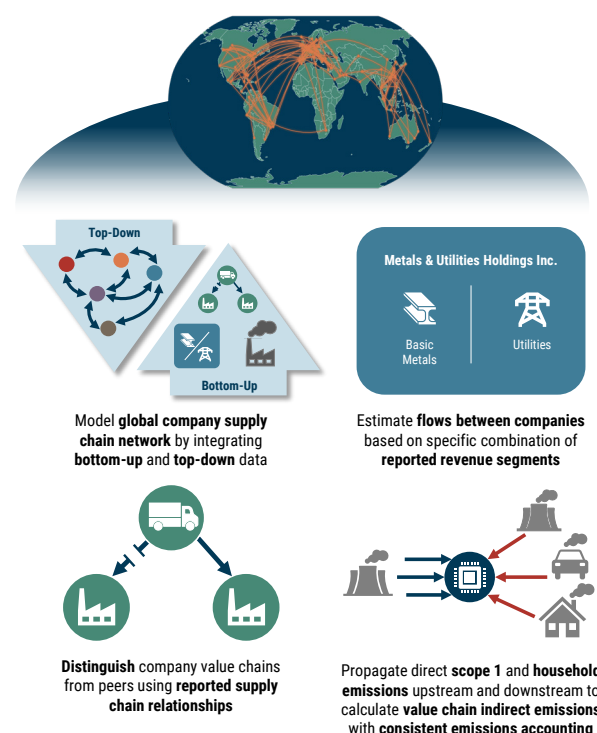 Top-Down
Bottom-Up
Model global company supply
chain network by integrating
bottom-up and top-down data
Metals & Utilities Holdings Inc.
Basic
Metals
Utilities
Estimate flows between companies
based on specific combination of
reported revenue segments
Distinguish company value chains
from peers using reported supply
chain relationships
Propagate direct scope 1 and household
emissions upstream and downstream to
calculate value chain indirect emissions
with consistent emissions accounting